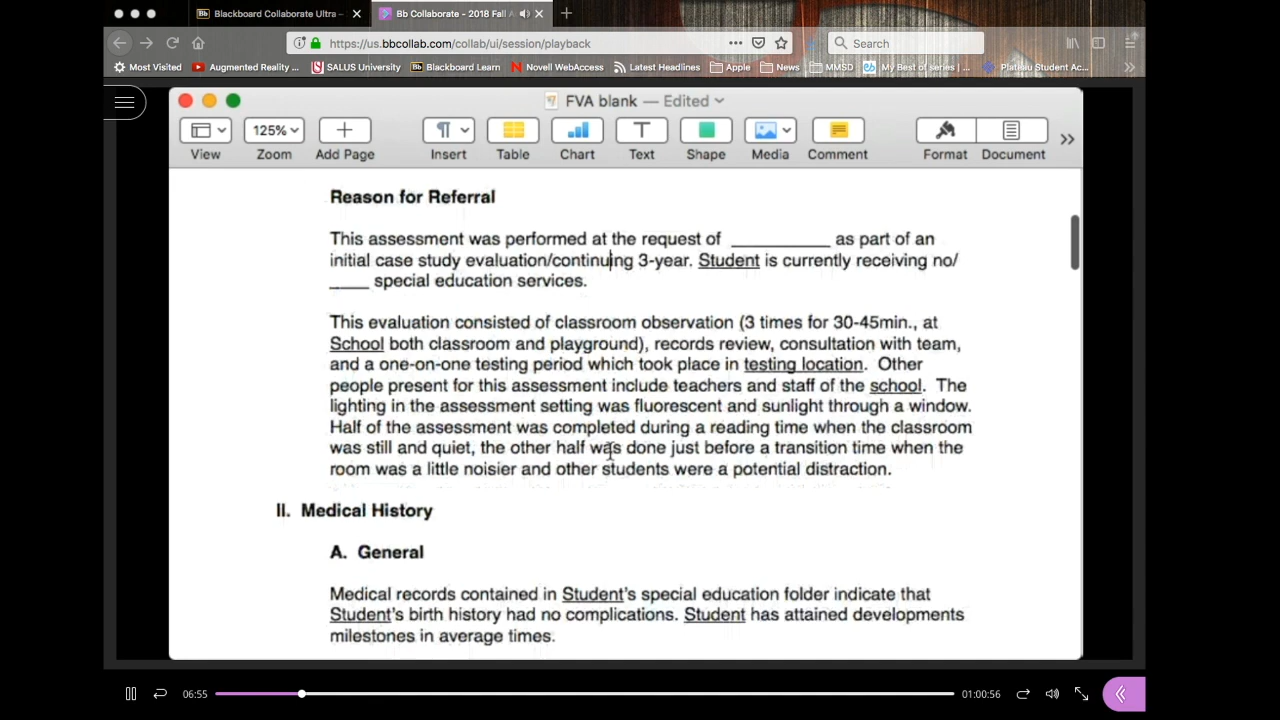 Blackboard Collaborate Ultra –
Bb Collaborate - 2018 Fall A
https://us.bbcollab.com/collab/ui/session/playback
Search
Most Visited
Augmented Reality ...
SALUS University
Blackboard Learn
Novell WebAccess
Latest Headlines
Apple
News
MMSD
My Best of series | ...
Plateau Student Ac...
FVA blank — Edited
125%
View
Zoom
Add Page
Insert
Table
Chart
Text
Shape
Media
Comment
Format
Document
Reason for Referral
This assessment was performed at the request of __________ as part of an
initial case study evaluation/continuing 3-year. Student is currently receiving no/
____ special education services.
This evaluation consisted of classroom observation (3 times for 30-45min., at
School both classroom and playground), records review, consultation with team,
and a one-on-one testing period which took place in testing location. Other
people present for this assessment include teachers and staff of the school. The
lighting in the assessment setting was fluorescent and sunlight through a window.
Half of the assessment was completed during a reading time when the classroom
was still and quiet, the other half was done just before a transition time when the
room was a little noisier and other students were a potential distraction.
II. Medical History
A. General
Medical records contained in Student's special education folder indicate that
Student's birth history had no complications. Student has attained developments
milestones in average times.
06:55
01:00:56